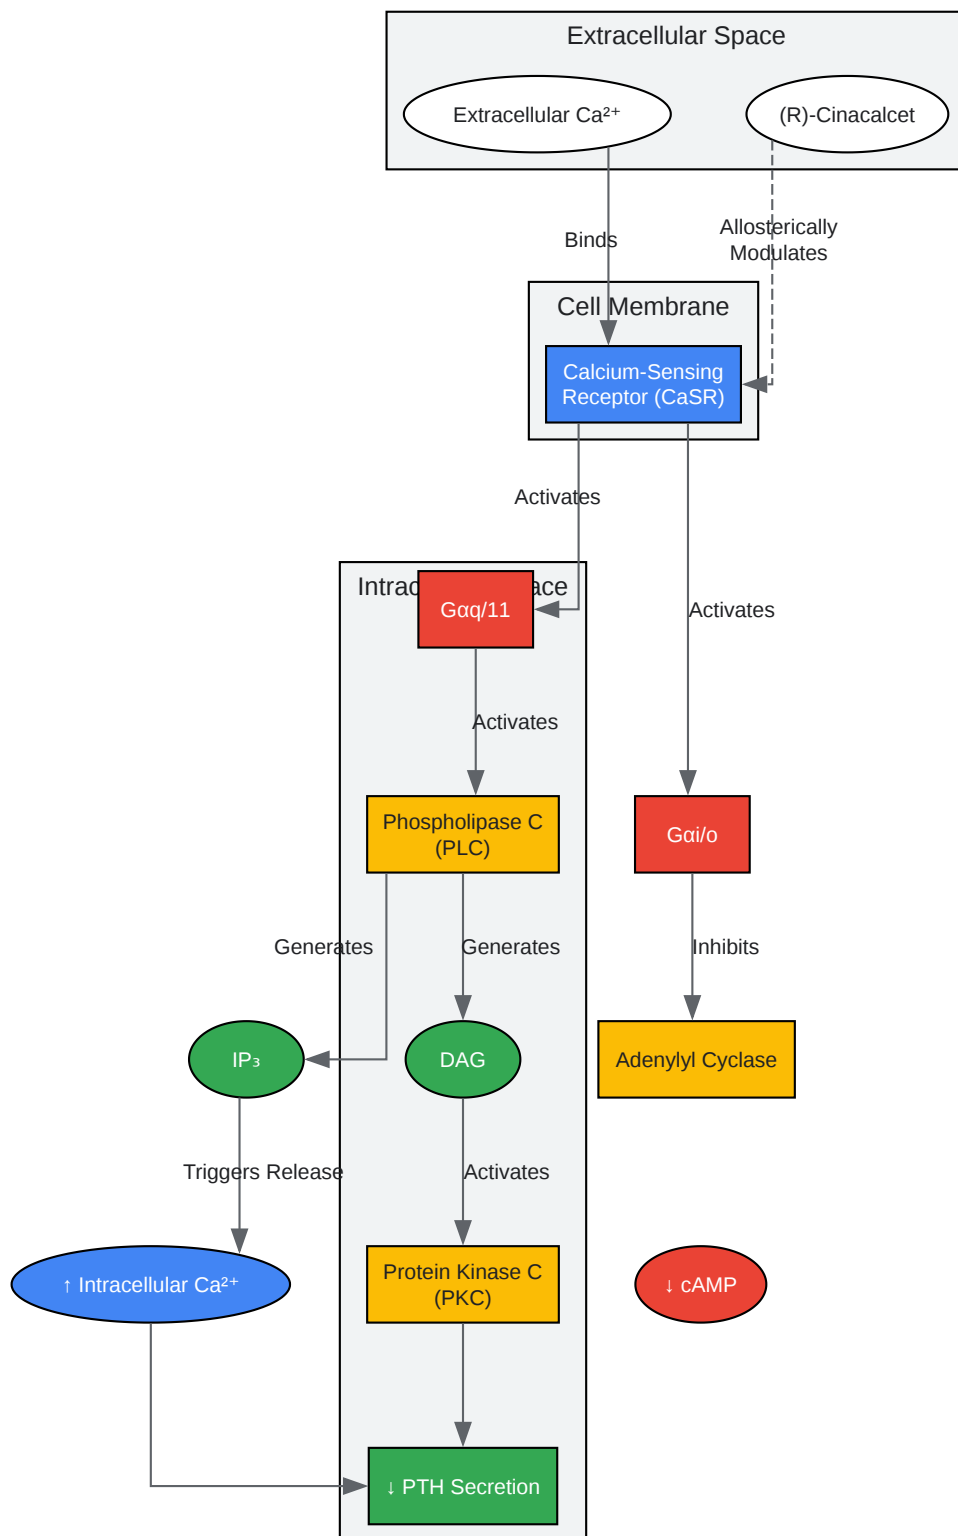 Extracellular Space
Extracellular Ca²⁺
(R)-Cinacalcet
Binds
Allosterically
Modulates
Cell Membrane
Calcium-Sensing
Receptor (CaSR)
Activates
Gαq/11
Activates
Activates
Phospholipase C
(PLC)
Gαi/o
Generates
Generates
Inhibits
IP₃
DAG
Adenylyl Cyclase
Triggers Release
Activates
↑ Intracellular Ca²⁺
Protein Kinase C
(PKC)
↓ cAMP
↓ PTH Secretion